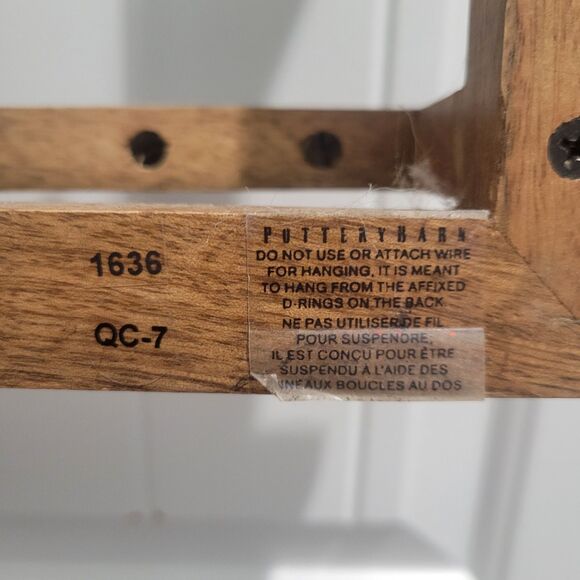 1636
QC-7
POTTERYBARN
DO NOT USE OR ATTACH WIRE
FOR HANGING, IT IS MEANT
TO HANG FROM THE AFFIXED
D-RINGS ON THE BACK
NE PAS UTILISER DE FIL
POUR SUSPENDRE,
IL EST CONÇU POUR ÊTRE
SUSPENDU À L'AIDE DES
ANNEAUX BOUCLES AU DOS